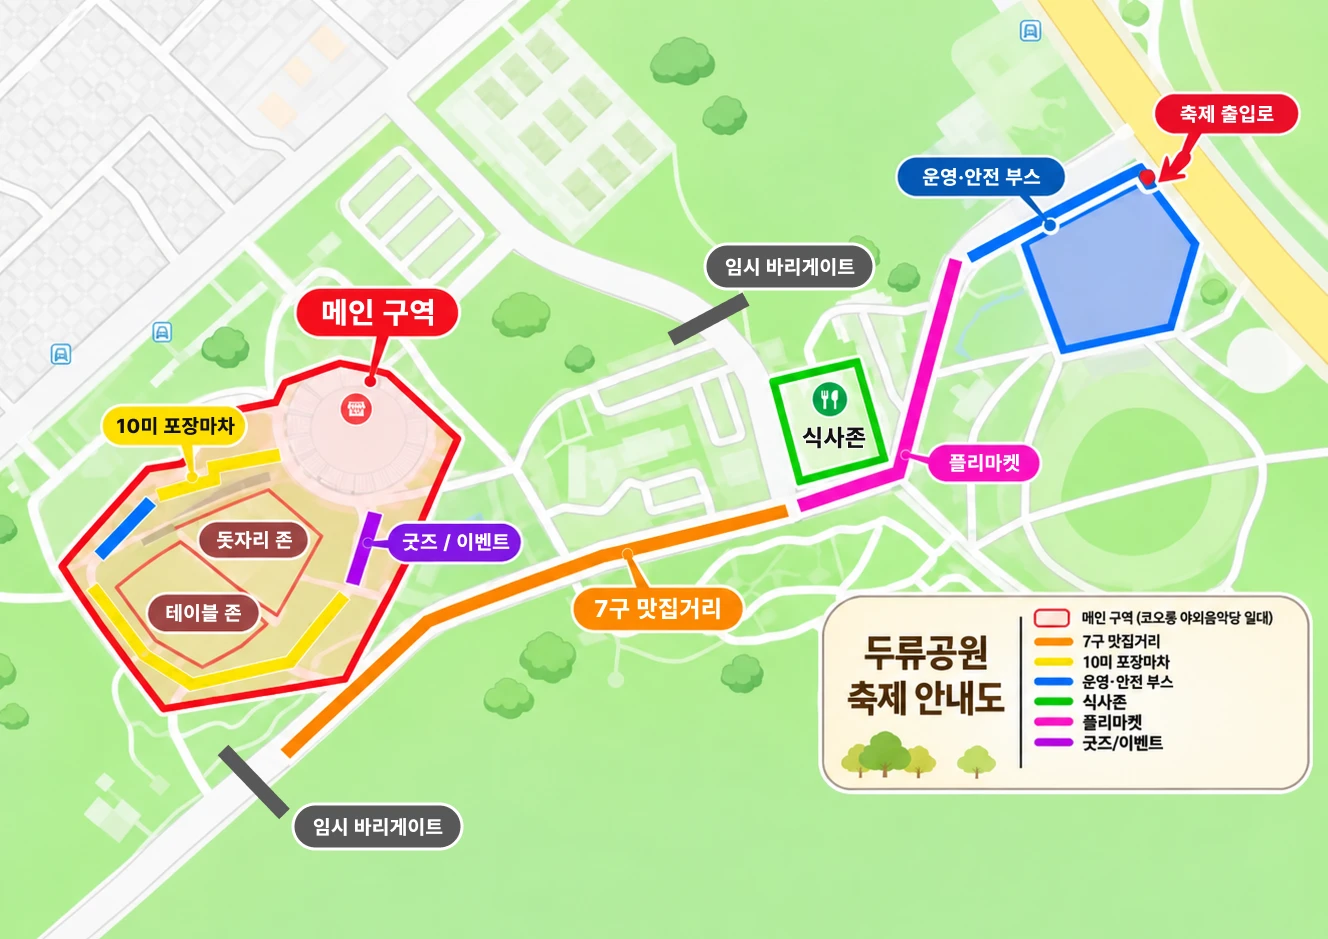 축제 출입로
운영·안전 부스
임시 바리게이트
메인 구역
10미 포장마차
식사존
플리마켓
돗자리 존
굿즈 / 이벤트
테이블 존
7구 맛집거리
임시 바리게이트
두류공원
축제 안내도
메인 구역 (코오롱 야외음악당 일대)
7구 맛집거리
10미 포장마차
운영·안전 부스
식사존
플리마켓
굿즈/이벤트